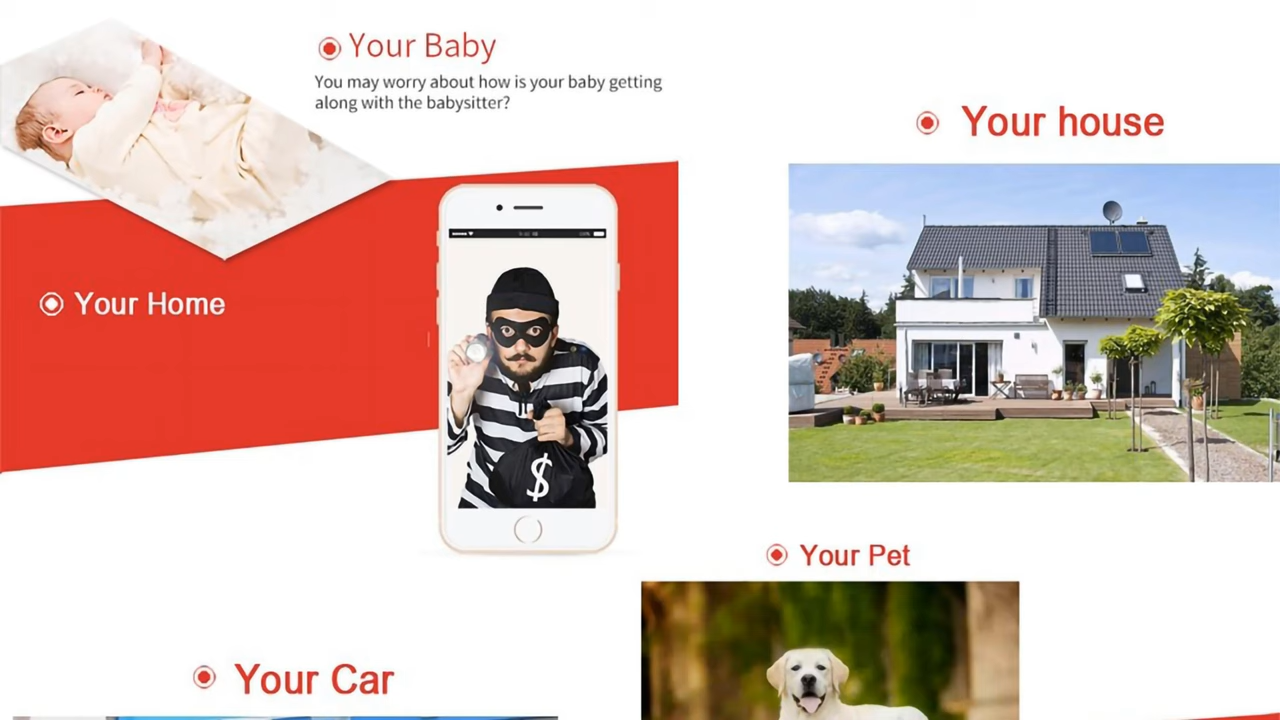 Your Baby
You may worry about how is your baby getting
along with the babysitter?
Your house
Your Home
$
Your Pet
Your Car